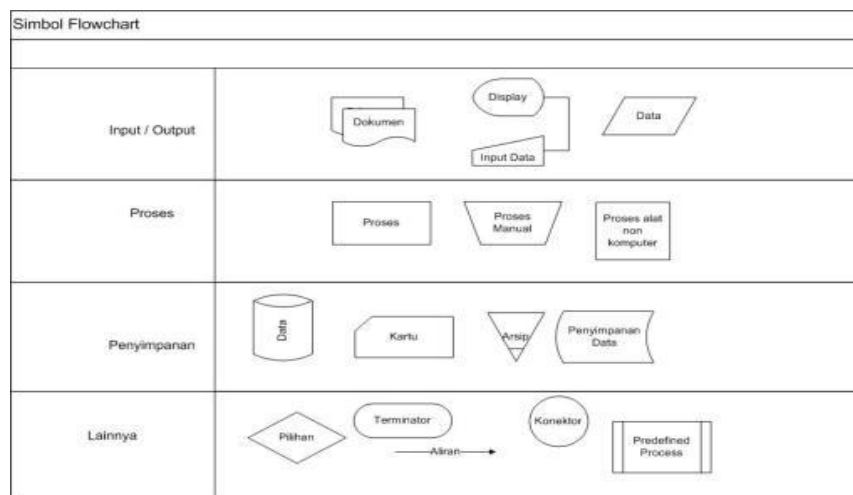 Simbol Flowchart
Input / Output
Dokumen
Display
Input Data
Data
Proses
Proses
Proses
Manual
Proses alat
non
komputer
Penyimpanan
Data
Kartu
Arsip
Penyimpanan
Data
Lainnya
Pilihan
Terminator
Aliran
Konektor
Predefined
Process